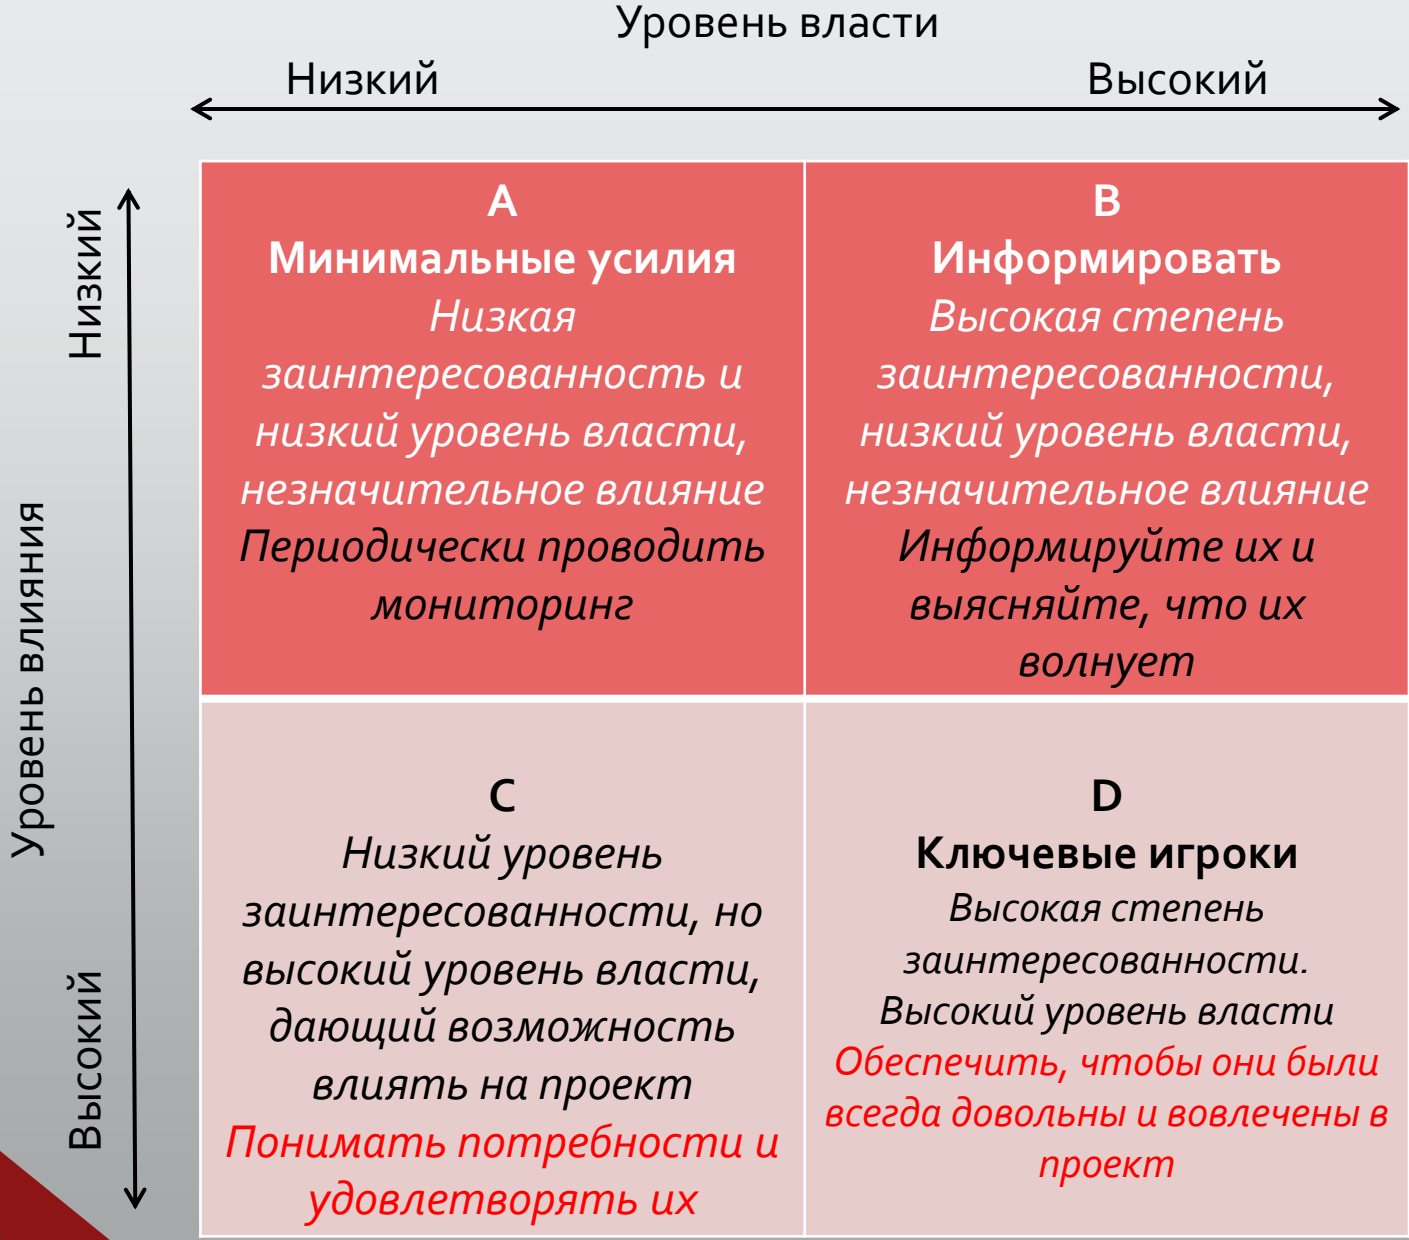 Уровень власти
Низкий
Высокий
Уровень влияния
Низкий
Высокий
A
Минимальные усилия
Низкая
заинтересованность и
низкий уровень власти,
незначительное влияние
Периодически проводить
мониторинг
B
Информировать
Высокая степень
заинтересованности,
низкий уровень власти,
незначительное влияние
Информируйте их и
выясняйте, что их
волнует
C
Низкий уровень
заинтересованности, но
высокий уровень власти,
дающий возможность
влиять на проект
Понимать потребности и
удовлетворять их
D
Ключевые игроки
Высокая степень
заинтересованности.
Высокий уровень власти
Обеспечить, чтобы они были
всегда довольны и вовлечены в
проект